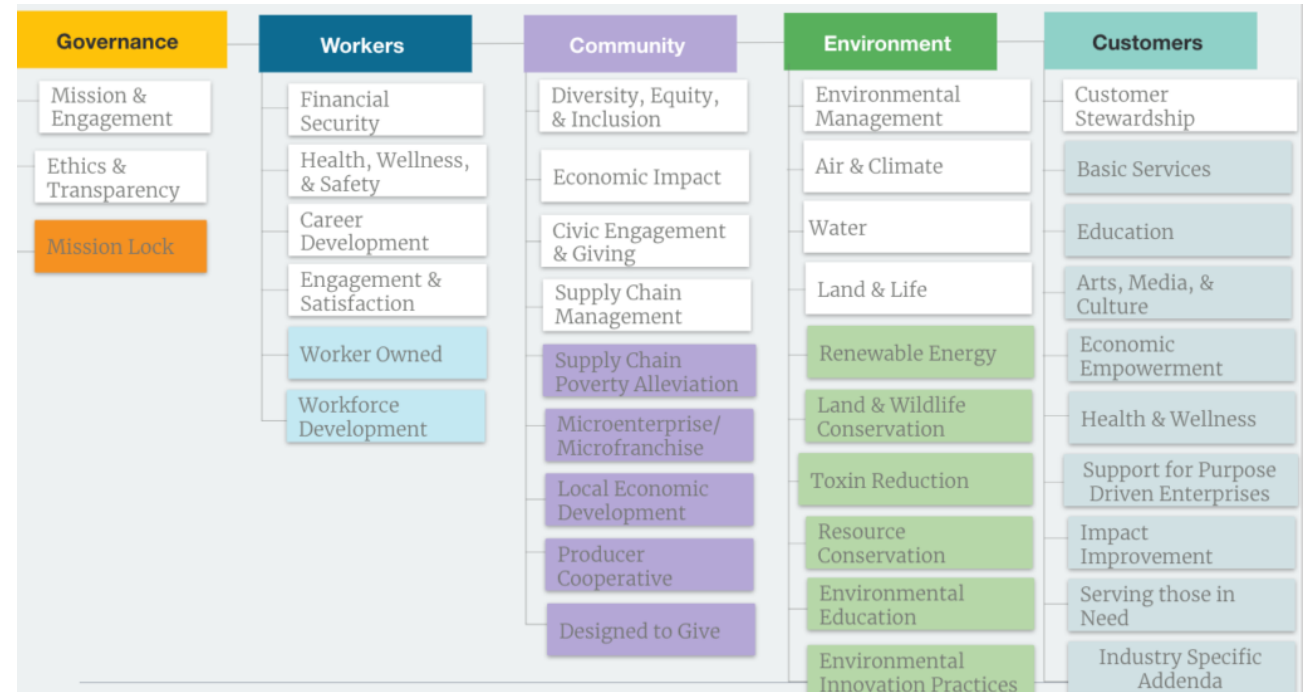 Governance
Mission &
Engagement
Ethics &
Transparency
Mission Lock
Workers
Financial
Security
Health, Wellness,
& Safety
Career
Development
Engagement &
Satisfaction
Worker Owned
Workforce
Development
Community
Diversity, Equity,
& Inclusion
Economic Impact
Civic Engagement
& Giving
Supply Chain
Management
Supply Chain
Poverty Alleviation
Microenterprise/
Microfranchise
Local Economic
Development
Producer
Cooperative
Designed to Give
Environment
Environmental
Management
Air & Climate
Water
Land & Life
Renewable Energy
Land & Wildlife
Conservation
Toxin Reduction
Resource
Conservation
Environmental
Education
Environmental
Innovation Practices
Customers
Customer
Stewardship
Basic Services
Education
Arts, Media, &
Culture
Economic
Empowerment
Health & Wellness
Support for Purpose
Driven Enterprises
Impact
Improvement
Serving those in
Need
Industry Specific
Addenda